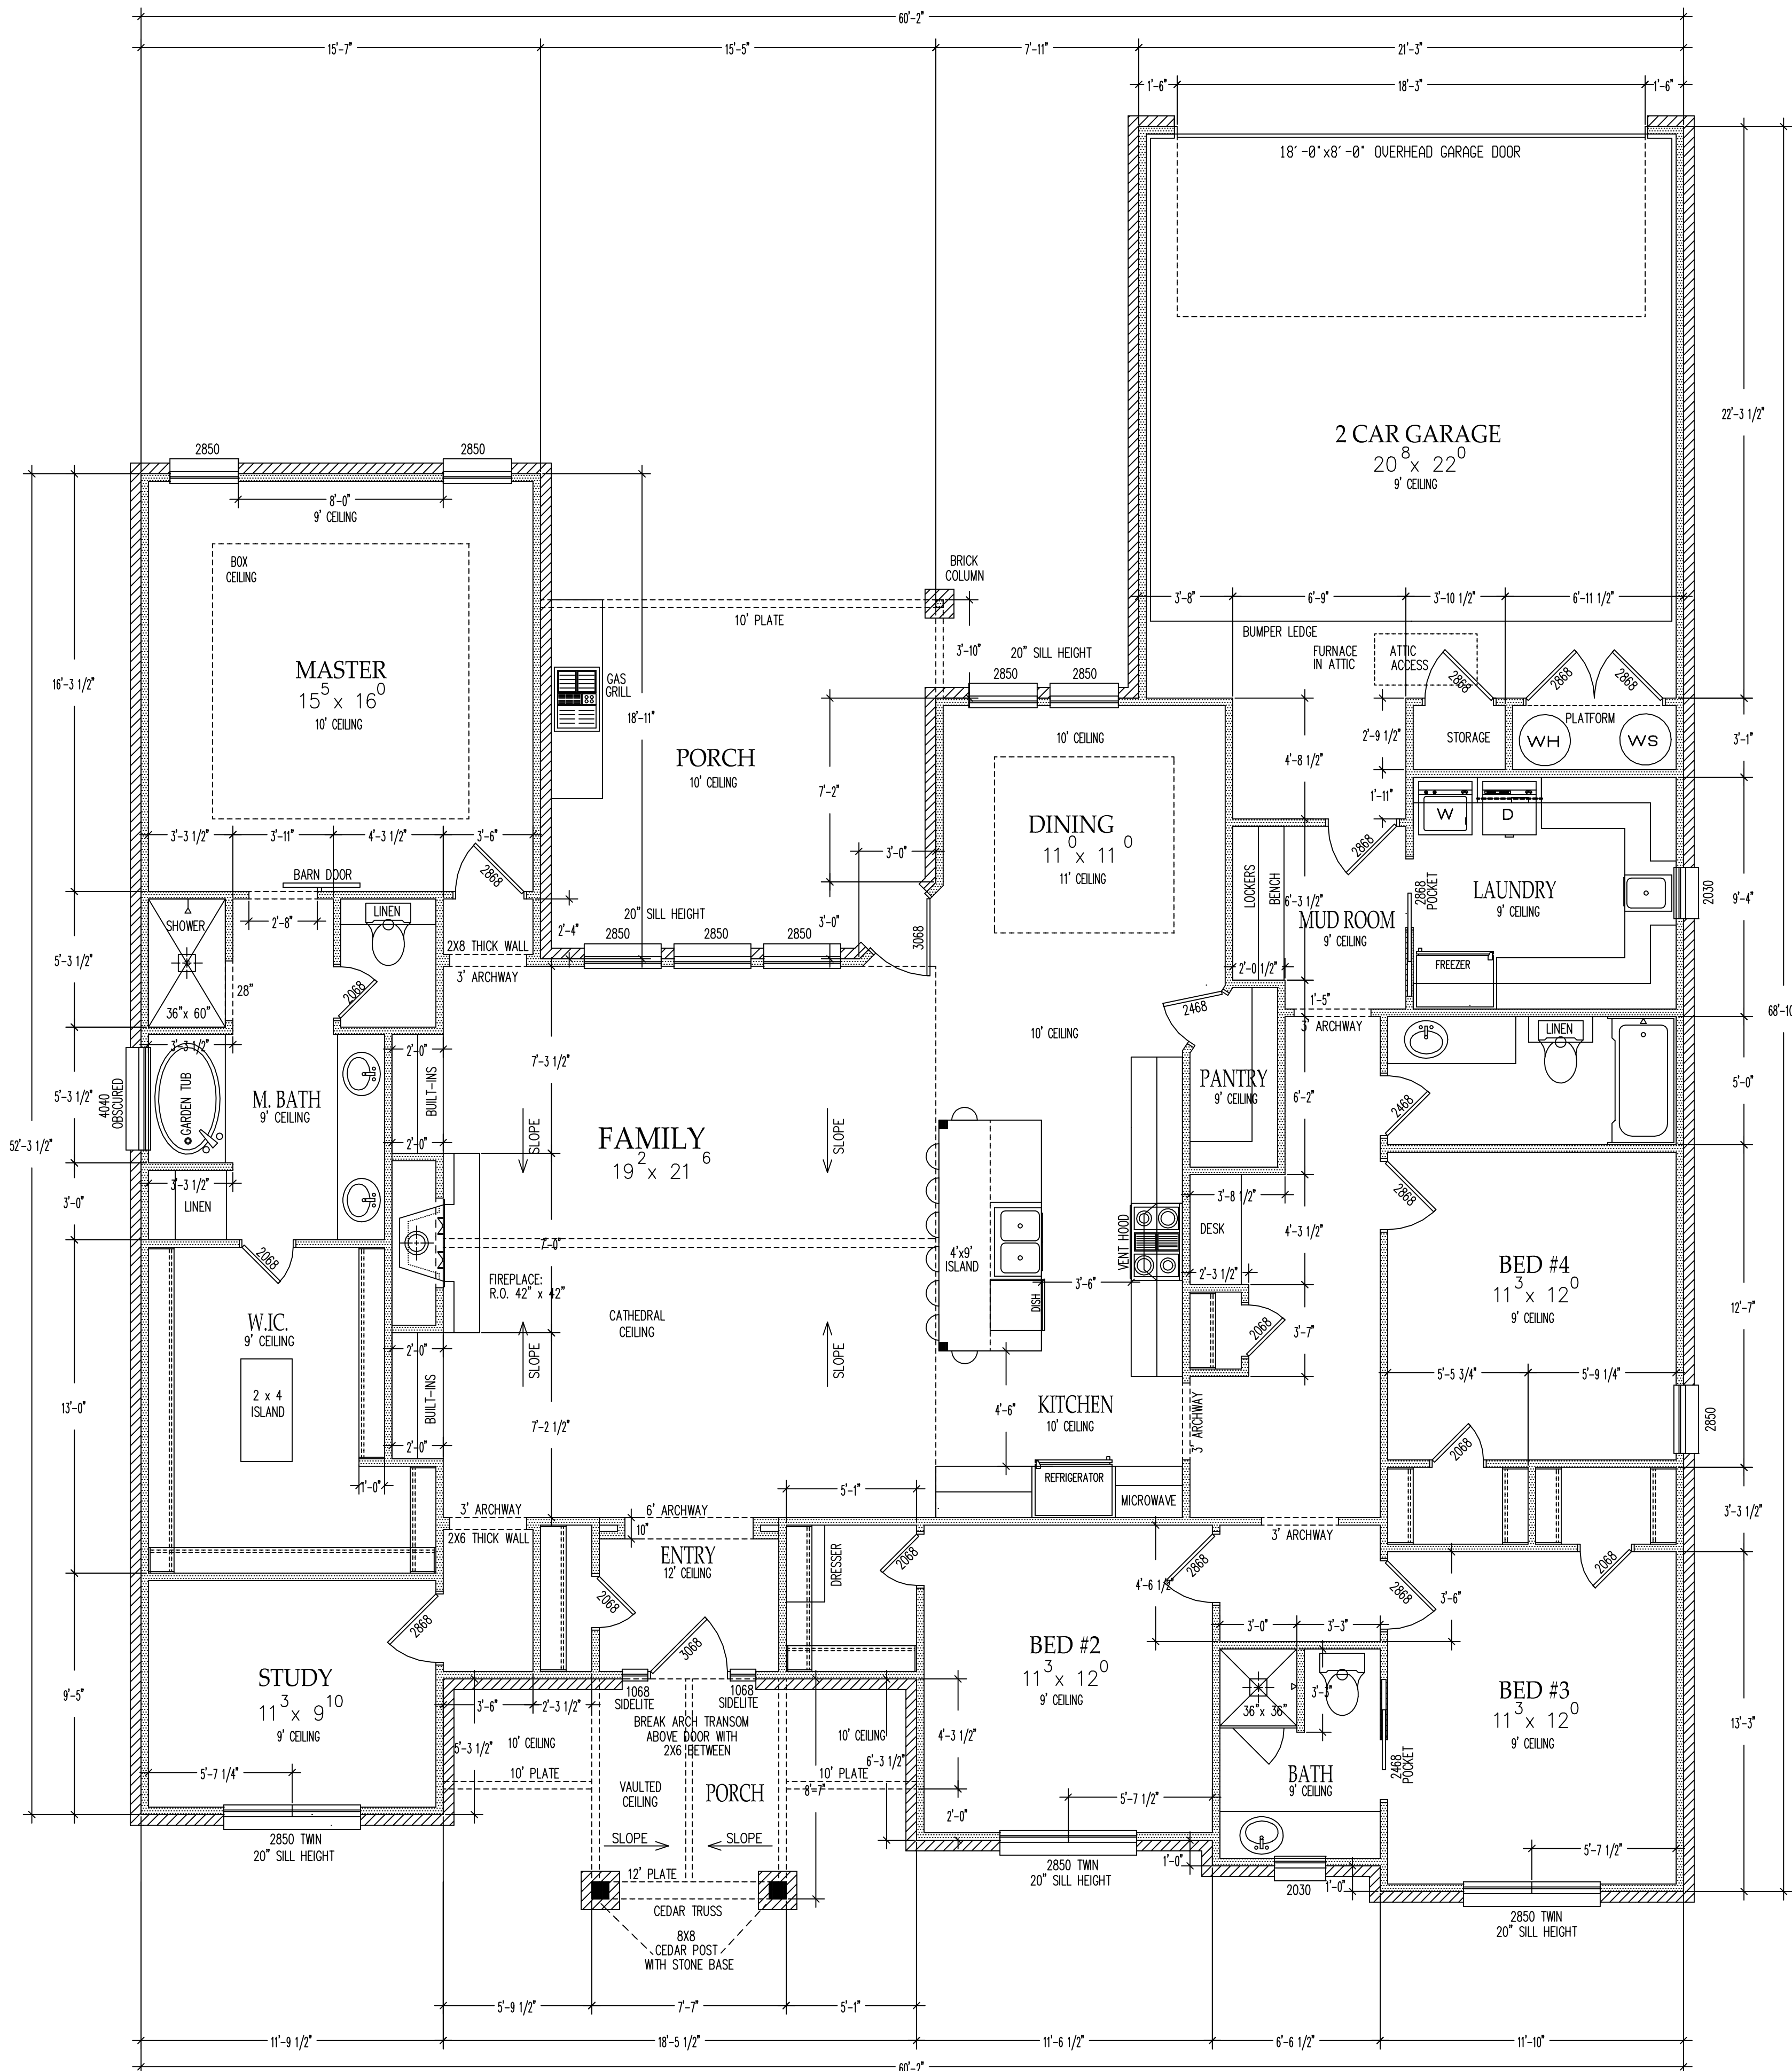 60'-2"
15'-7"
15'-5"
7'-11"
21'-3"
1'-6"
18'-3"
1'-6"
18'-0"x8'-0" OVERHEAD GARAGE DOOR
2 CAR GARAGE
20 8 x 22 0
9' CEILING
22'-3 1/2"
68'-10
3'-8"
6'-9"
3'-10 1/2"
6'-11 1/2"
BUMPER LEDGE
FURNACE
IN ATTIC
ATTIC
ACCESS
2868
2868
2868
2850
2850
8'-0"
9' CEILING
BOX
CEILING
MASTER
15 5 x 16 0
10' CEILING
16'-3 1/2"
52'-3 1/2"
BRICK
COLUMN
10' PLATE
3'-10"
GAS
GRILL
18'-11"
PORCH
10' CEILING
7'-2"
3'-0"
3'-0"
20" SILL HEIGHT
2850
2850
10' CEILING
DINING
11 0 x 11 0
11' CEILING
4'-8 1/2"
2'-9 1/2"
1'-11"
STORAGE
PLATFORM
WH
WS
3'-1"
W
D
LAUNDRY
9' CEILING
2868
POCKET
FREEZER
2030
9'-4"
2868
LOCKERS
BENCH
6'-3 1/2"
MUD ROOM
9' CEILING
2'-0 1/2"
1'-5"
3' ARCHWAY
3'-3 1/2"
3'-11"
4'-3 1/2"
3'-6"
BARN DOOR
2868
2'-8"
SHOWER
36"x 60"
28"
LINEN
2068
5'-3 1/2"
2'-4"
2X8 THICK WALL
3' ARCHWAY
20" SILL HEIGHT
2850
2850
2850
3068
2468
10' CEILING
3'-3 1/2"
GARDEN TUB
4040
OBSCURED
5'-3 1/2"
M. BATH
9' CEILING
3'-3 1/2"
LINEN
3'-0"
2'-0"
BUILT-INS
2'-0"
7'-3 1/2"
SLOPE
SLOPE
FAMILY
19 2 x 21 6
7'-0"
FIREPLACE:
R.O. 42" x 42"
CATHEDRAL
CEILING
SLOPE
SLOPE
2'-0"
BUILT-INS
2'-0"
7'-2 1/2"
2068
W.IC.
9' CEILING
2 x 4
ISLAND
13'-0"
1'-0"
PANTRY
9' CEILING
6'-2"
3'-8 1/2"
DESK
4'-3 1/2"
2'-3 1/2"
2068
3'-7"
VENT HOOD
4'x9'
ISLAND
3'-6"
DISH
4'-6"
KITCHEN
10' CEILING
3' ARCHWAY
REFRIGERATOR
MICROWAVE
LINEN
2468
5'-0"
2868
BED #4
11 3 x 12 0
9' CEILING
12'-7"
5'-5 3/4"
5'-9 1/4"
2850
2068
3'-3 1/2"
2068
3' ARCHWAY
2X6 THICK WALL
6' ARCHWAY
10"
5'-1"
ENTRY
12' CEILING
2068
3068
DRESSER
2068
2868
3' ARCHWAY
2868
4'-6 1/2"
3'-6"
3'-0"
3'-3"
2868
STUDY
11 3 x 9 10
9' CEILING
9'-5"
5'-7 1/4"
2850 TWIN
20" SILL HEIGHT
3'-6"
2'-3 1/2"
1068
SIDELITE
1068
SIDELITE
BREAK ARCH TRANSOM
ABOVE DOOR WITH
2X6 BETWEEN
10' CEILING
5'-3 1/2"
10' CEILING
6'-3 1/2"
10' PLATE
10' PLATE
VAULTED
CEILING
PORCH
8'-7"
SLOPE
SLOPE
12' PLATE
CEDAR TRUSS
8X8
CEDAR POST
WITH STONE BASE
BED #2
11 3 x 12 0
9' CEILING
4'-3 1/2"
2'-0"
5'-7 1/2"
2850 TWIN
20" SILL HEIGHT
36"x 36"
3'-3"
BATH
9' CEILING
2468
POCKET
1'-0"
2030
1'-0"
BED #3
11 3 x 12 0
9' CEILING
13'-3"
5'-7 1/2"
2850 TWIN
20" SILL HEIGHT
5'-9 1/2"
7'-7"
5'-1"
11'-9 1/2"
18'-5 1/2"
11'-6 1/2"
6'-6 1/2"
11'-10"
60'-2"